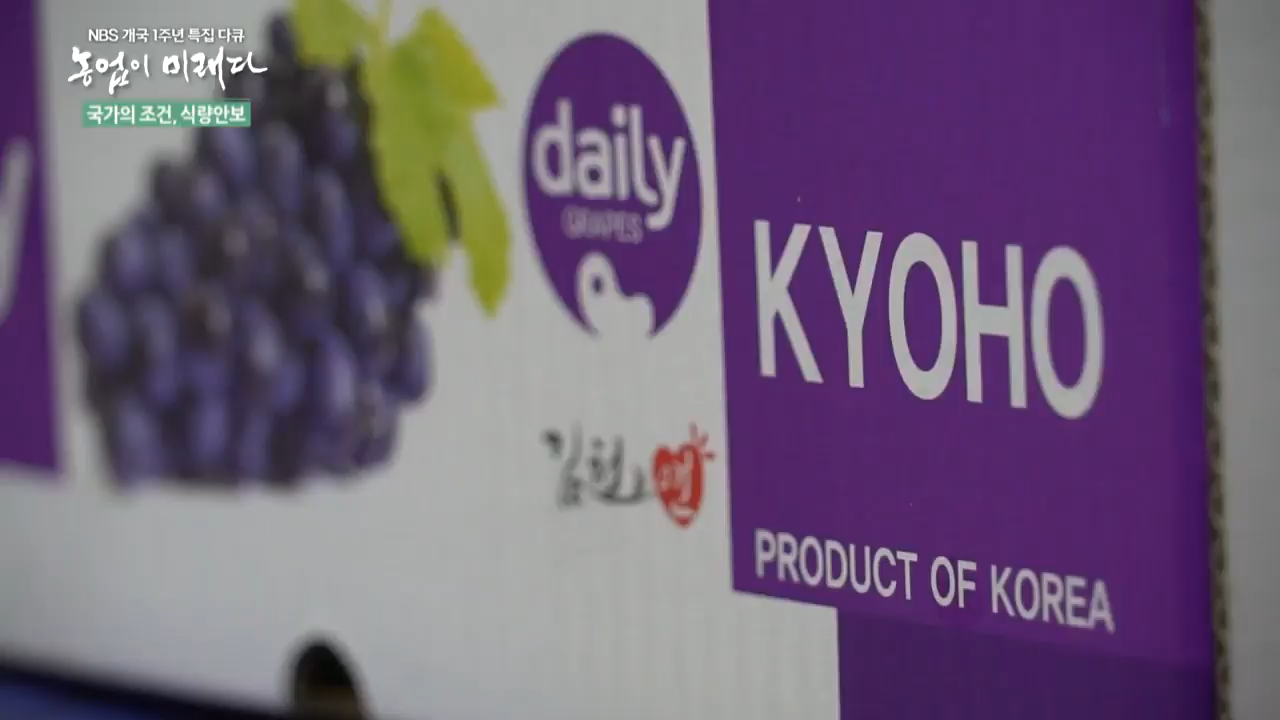 NBS 개국 1주년 특집 다큐
농업이 미래다
국가의 조건, 식량안보
daily
GRAPES
KYOHO
PRODUCT OF KOREA